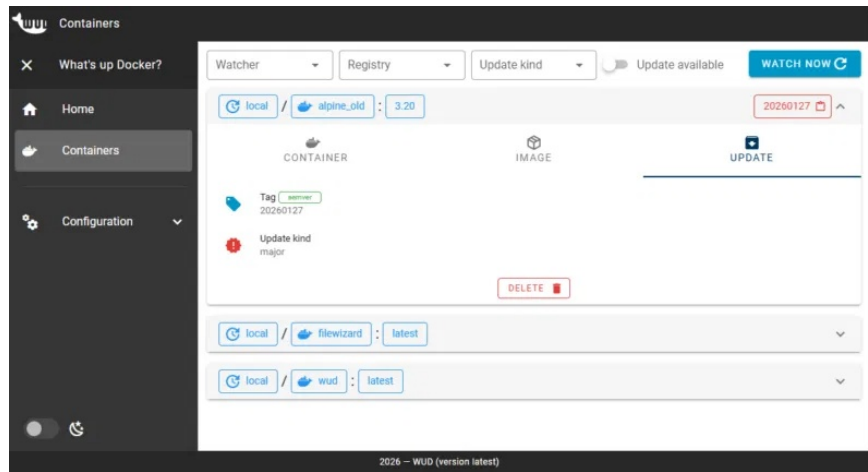 WUD Containers
What's up Docker?
Home
Containers
Configuration
Watcher Registry Update kind Update available WATCH NOW
local / alpine_old : 3.20 20260127
CONTAINER IMAGE UPDATE
Tag semver
20260127
Update kind
major
DELETE
local / filewizard : latest
local / wud : latest
2026 — WUD (version latest)